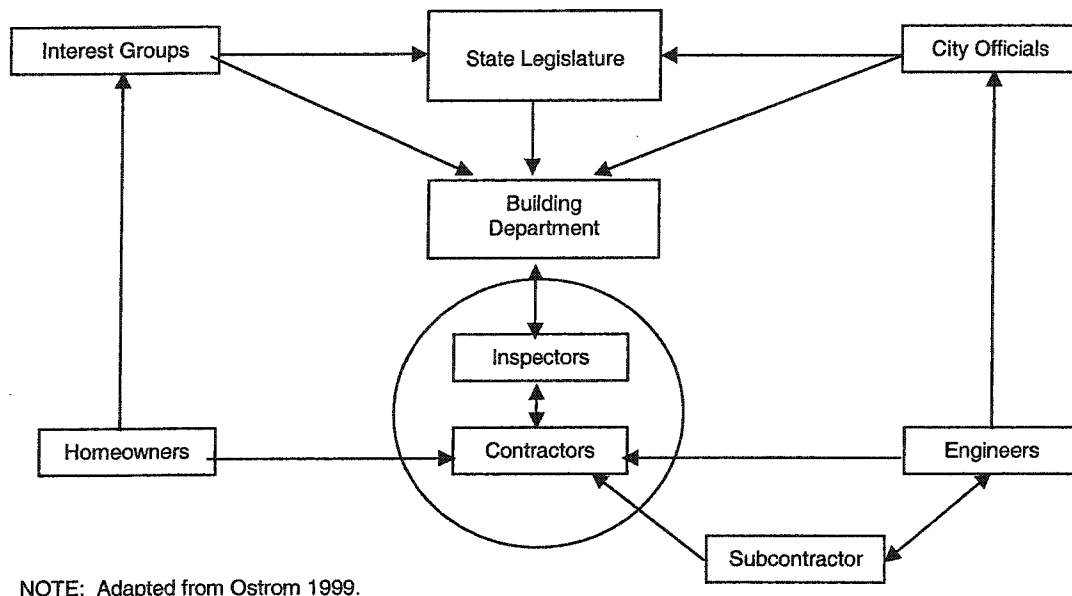 Interest Groups
State Legislature
City Officials
Building
Department
Inspectors
Homeowners
Contractors
Engineers
Subcontractor
NOTE: Adapted from Ostrom 1999.